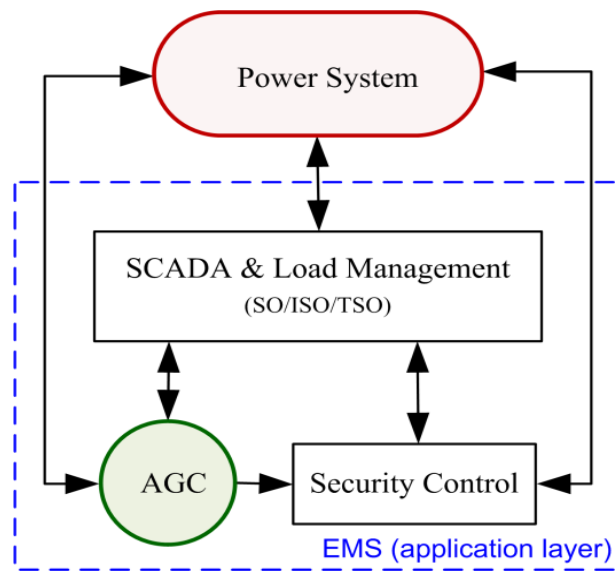 Power System
SCADA & Load Management
(SO/ISO/TSO)
AGC
Security Control
EMS (application layer)